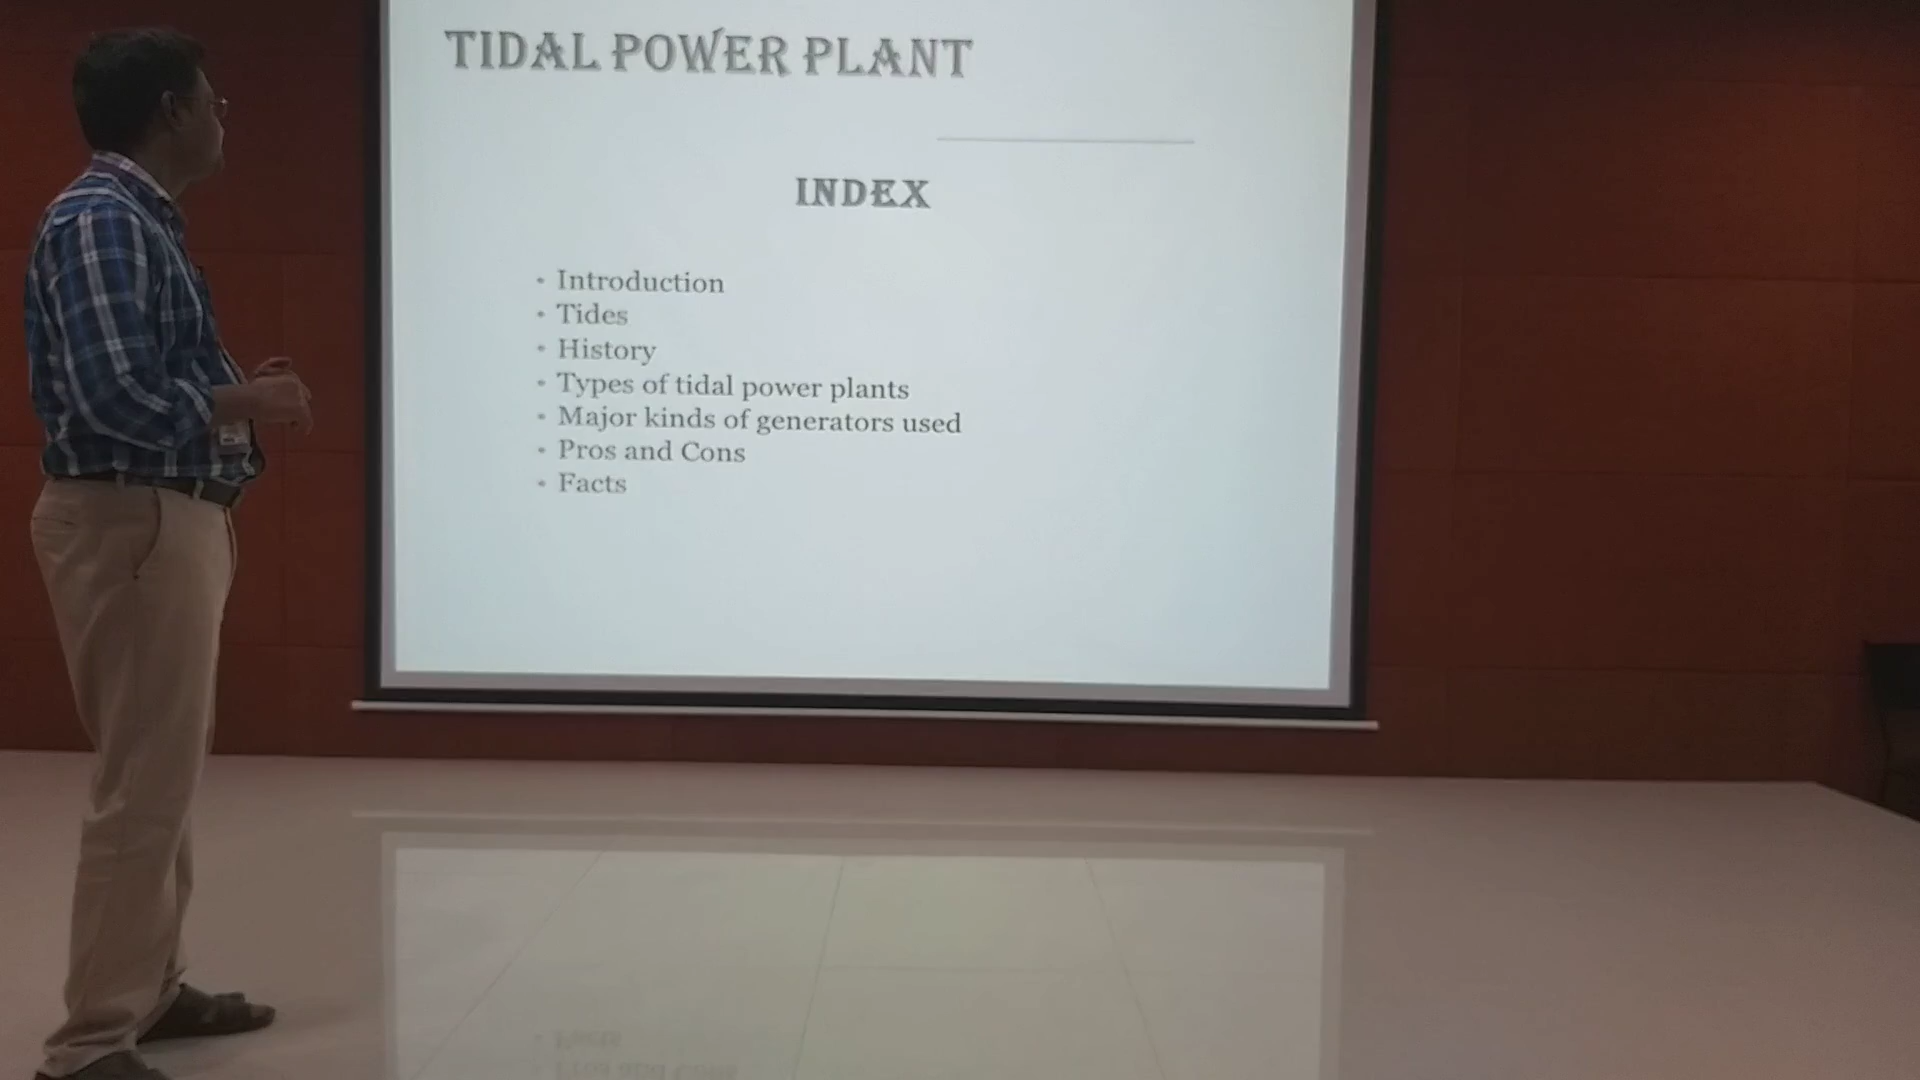 TIDAL POWER PLANT
INDEX
• Introduction
• Tides
• History
• Types of tidal power plants
• Major kinds of generators used
• Pros and Cons
• Facts